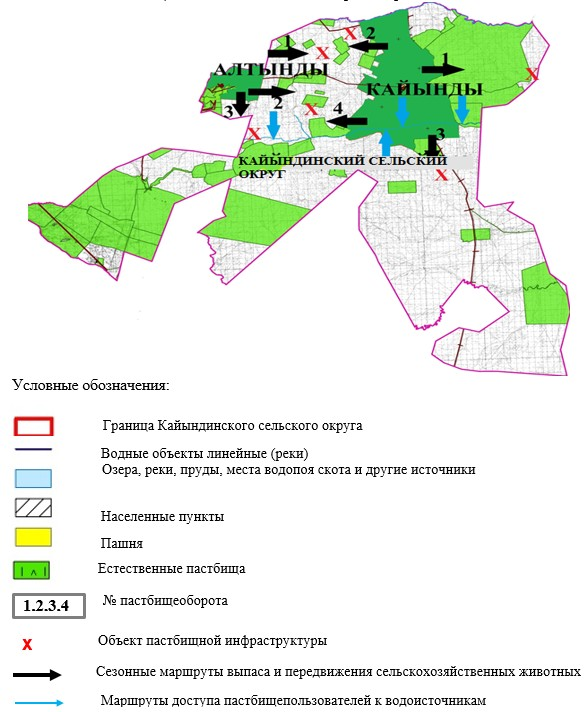 1
X
2
X
1
X
АЛТЫНДЫ
КАЙЫНДЫ
3
2
X
4
X
3
КАЙЫНДИНСКИЙ СЕЛЬСКИЙ
ОКРУГ
X
Условные обозначения:
Граница Кайындинского сельского округа
Водные объекты линейные (реки)
Озера, реки, пруды, места водопоя скота и другие источники
Населенные пункты
Пашня
Естественные пастбища
1.2.3.4 № пастбищеоборота
X Объект пастбищной инфраструктуры
Сезонные маршруты выпаса и передвижения сельскохозяйственных животных
Маршруты доступа пастбищепользователей к водоисточникам